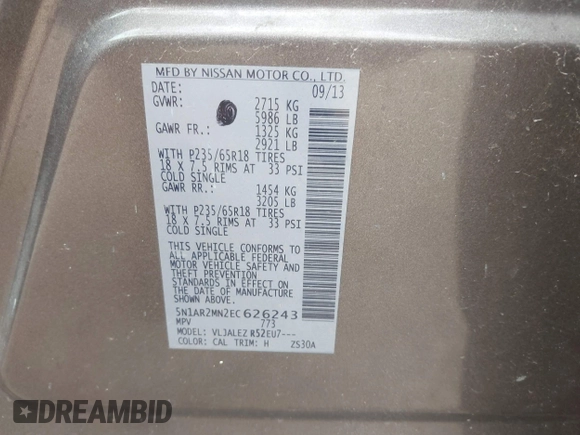 MFD BY NISSAN MOTOR CO., LTD.
DATE: 09/13
GVWR: 2715 KG
5986 LB
GAWR FR.: 1325 KG
2921 LB
WITH P235/65R18 TIRES
18 X 7.5 RIMS AT 33 PSI
COLD SINGLE
GAWR RR.: 1454 KG
3205 LB
WITH P235/65R18 TIRES
18 X 7.5 RIMS AT 33 PSI
COLD SINGLE
THIS VEHICLE CONFORMS TO
ALL APPLICABLE FEDERAL
MOTOR VEHICLE SAFETY AND
THEFT PREVENTION
STANDARDS IN EFFECT ON
THE DATE OF MANUFACTURE
SHOWN ABOVE.
5N1AR2MN2EC626243
MPV 773
MODEL: VLJALEZ R52EU7---
COLOR: CAL TRIM: H ZS30A
DREAMBID